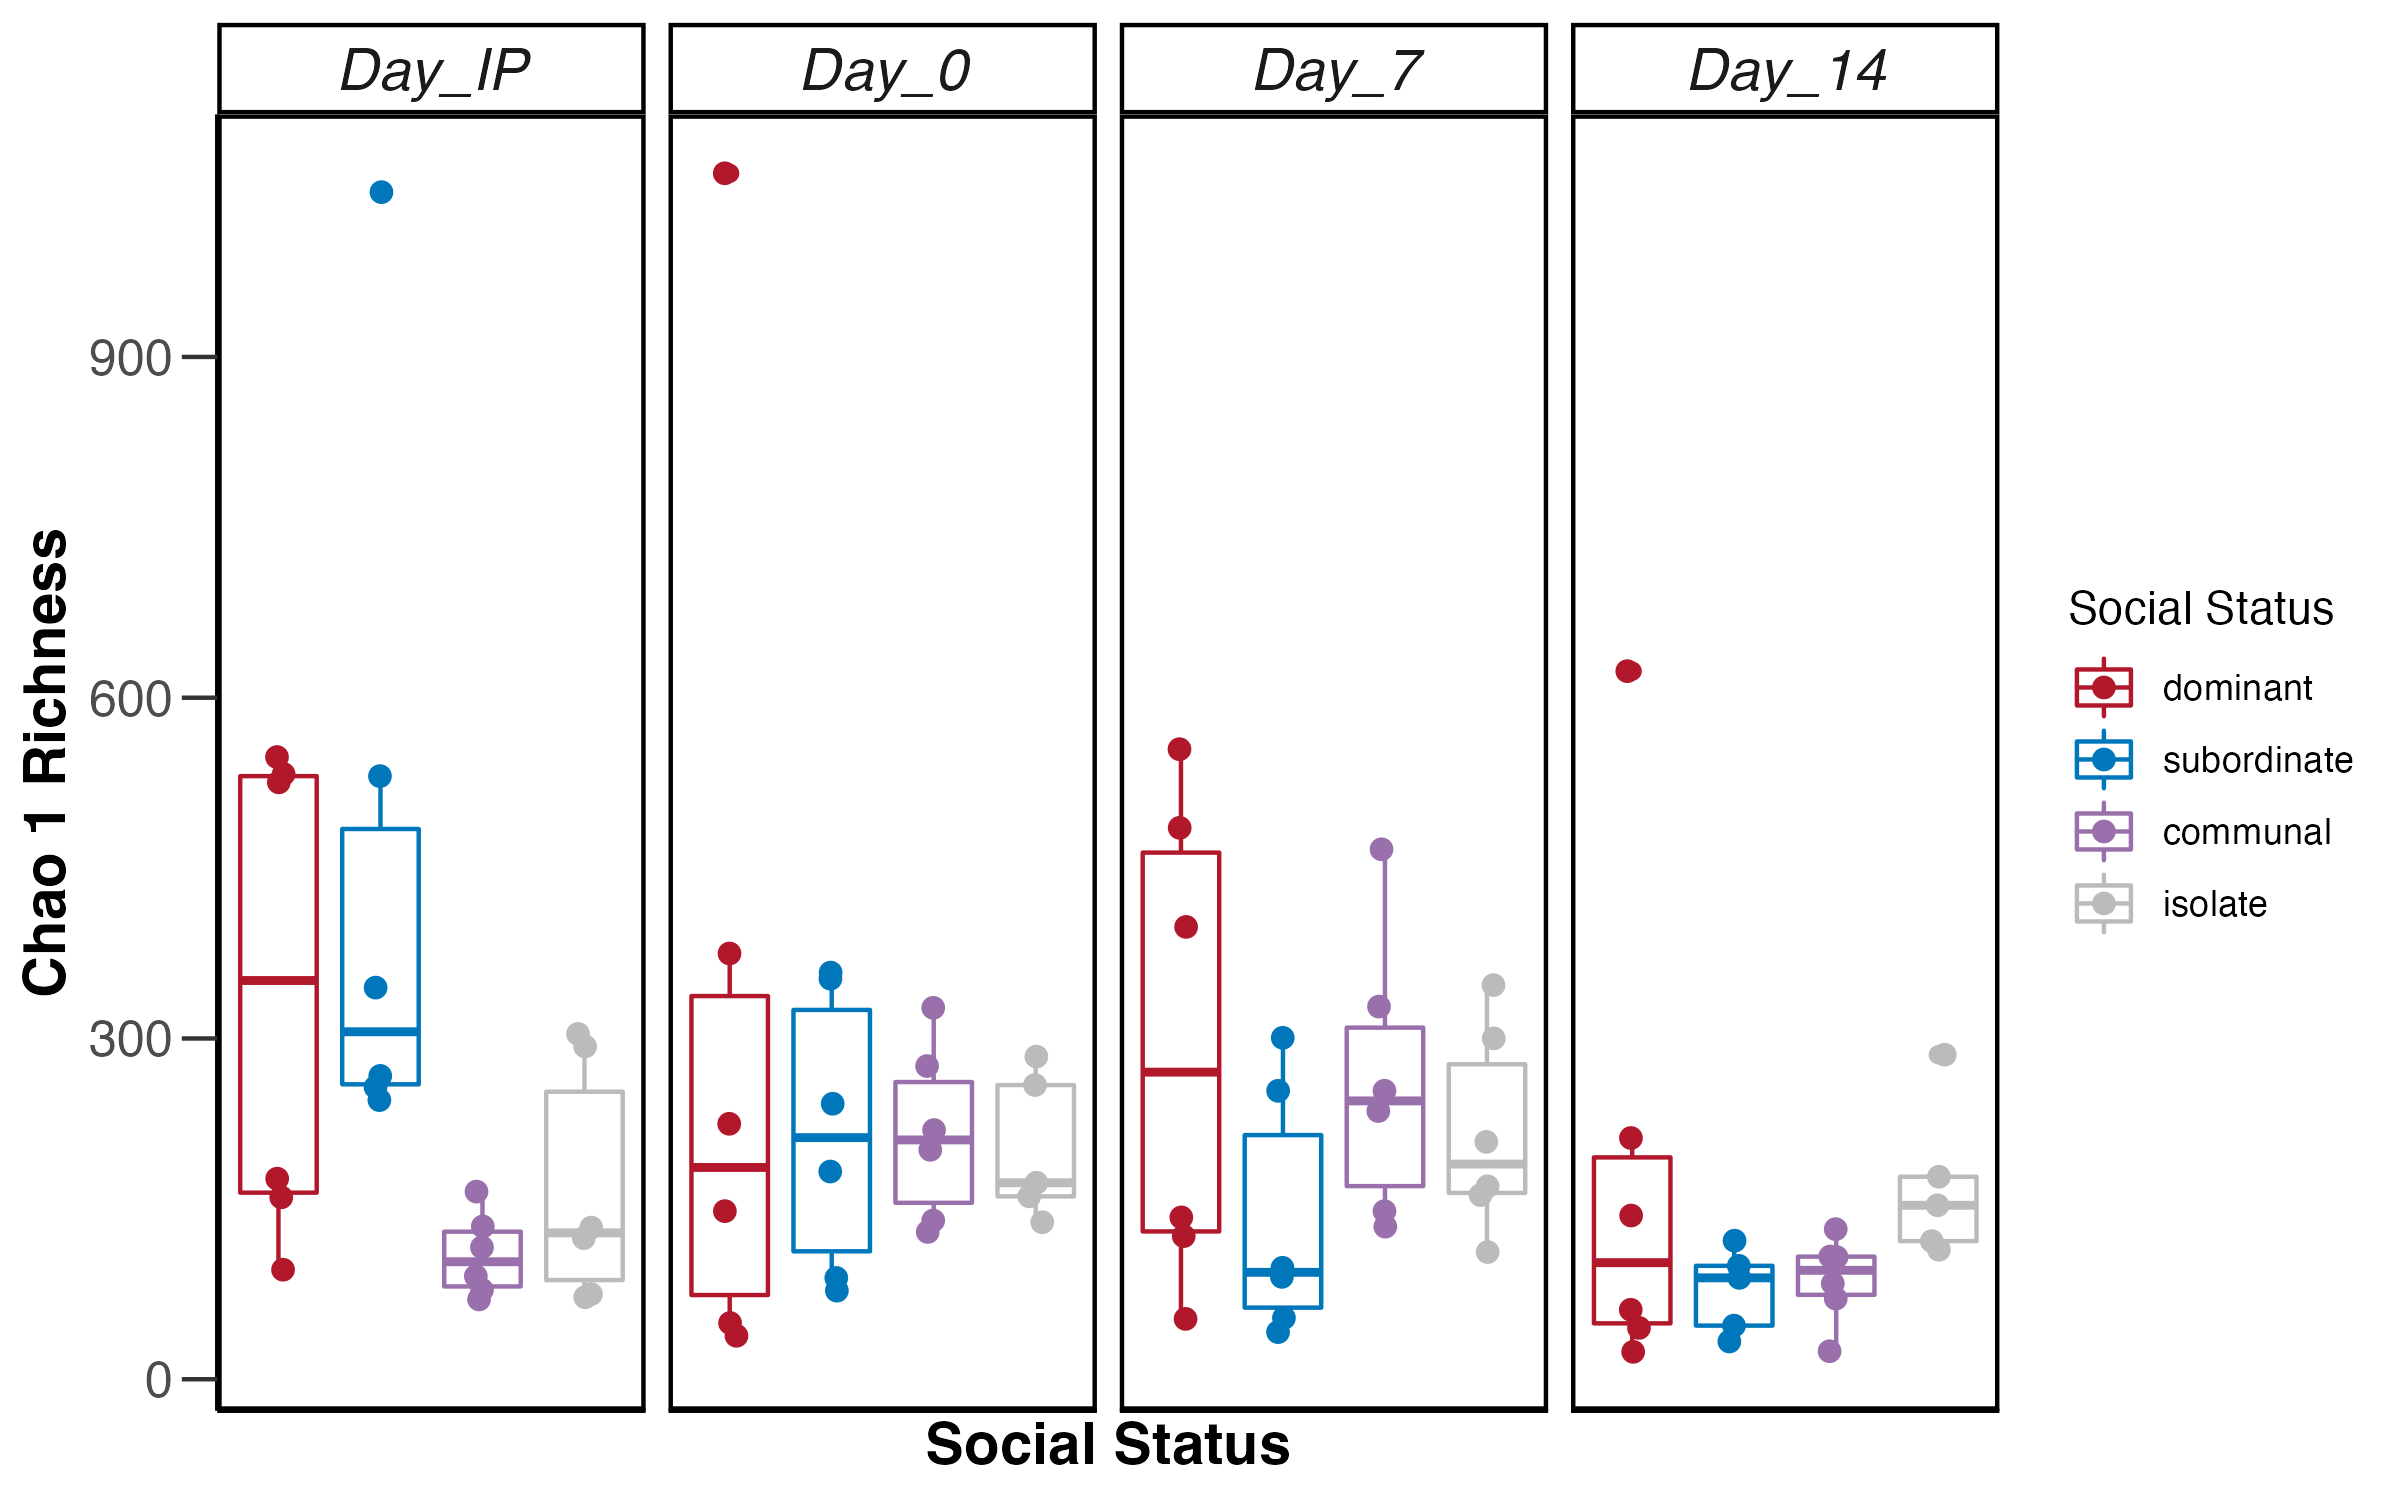 Day_IP
Day_0
Day_7
Day_14
900
600
300
0
Chao 1 Richness
Social Status
Social Status
dominant
subordinate
communal
isolate